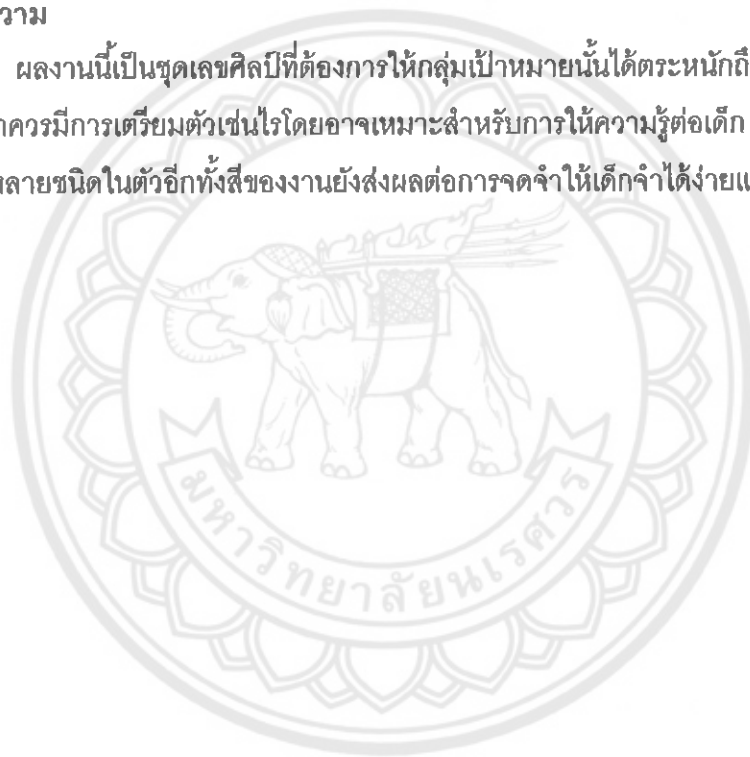 วาม
ผลงานนี้เป็นชุดเลขศิลป์ที่ต้องการให้กลุ่มเป้าหมายนั้นได้ตระหนักถึ
าควรมีการเตรียมตัวเช่นไรโดยอาจเหมาะสำหรับการให้ความรู้ต่อเด็ก
ลายชนิดในตัวอีกทั้งสีของงานยังส่งผลต่อการจดจำให้เด็กจำได้ง่ายแ
มหาวิทยาลัยนเรศวร